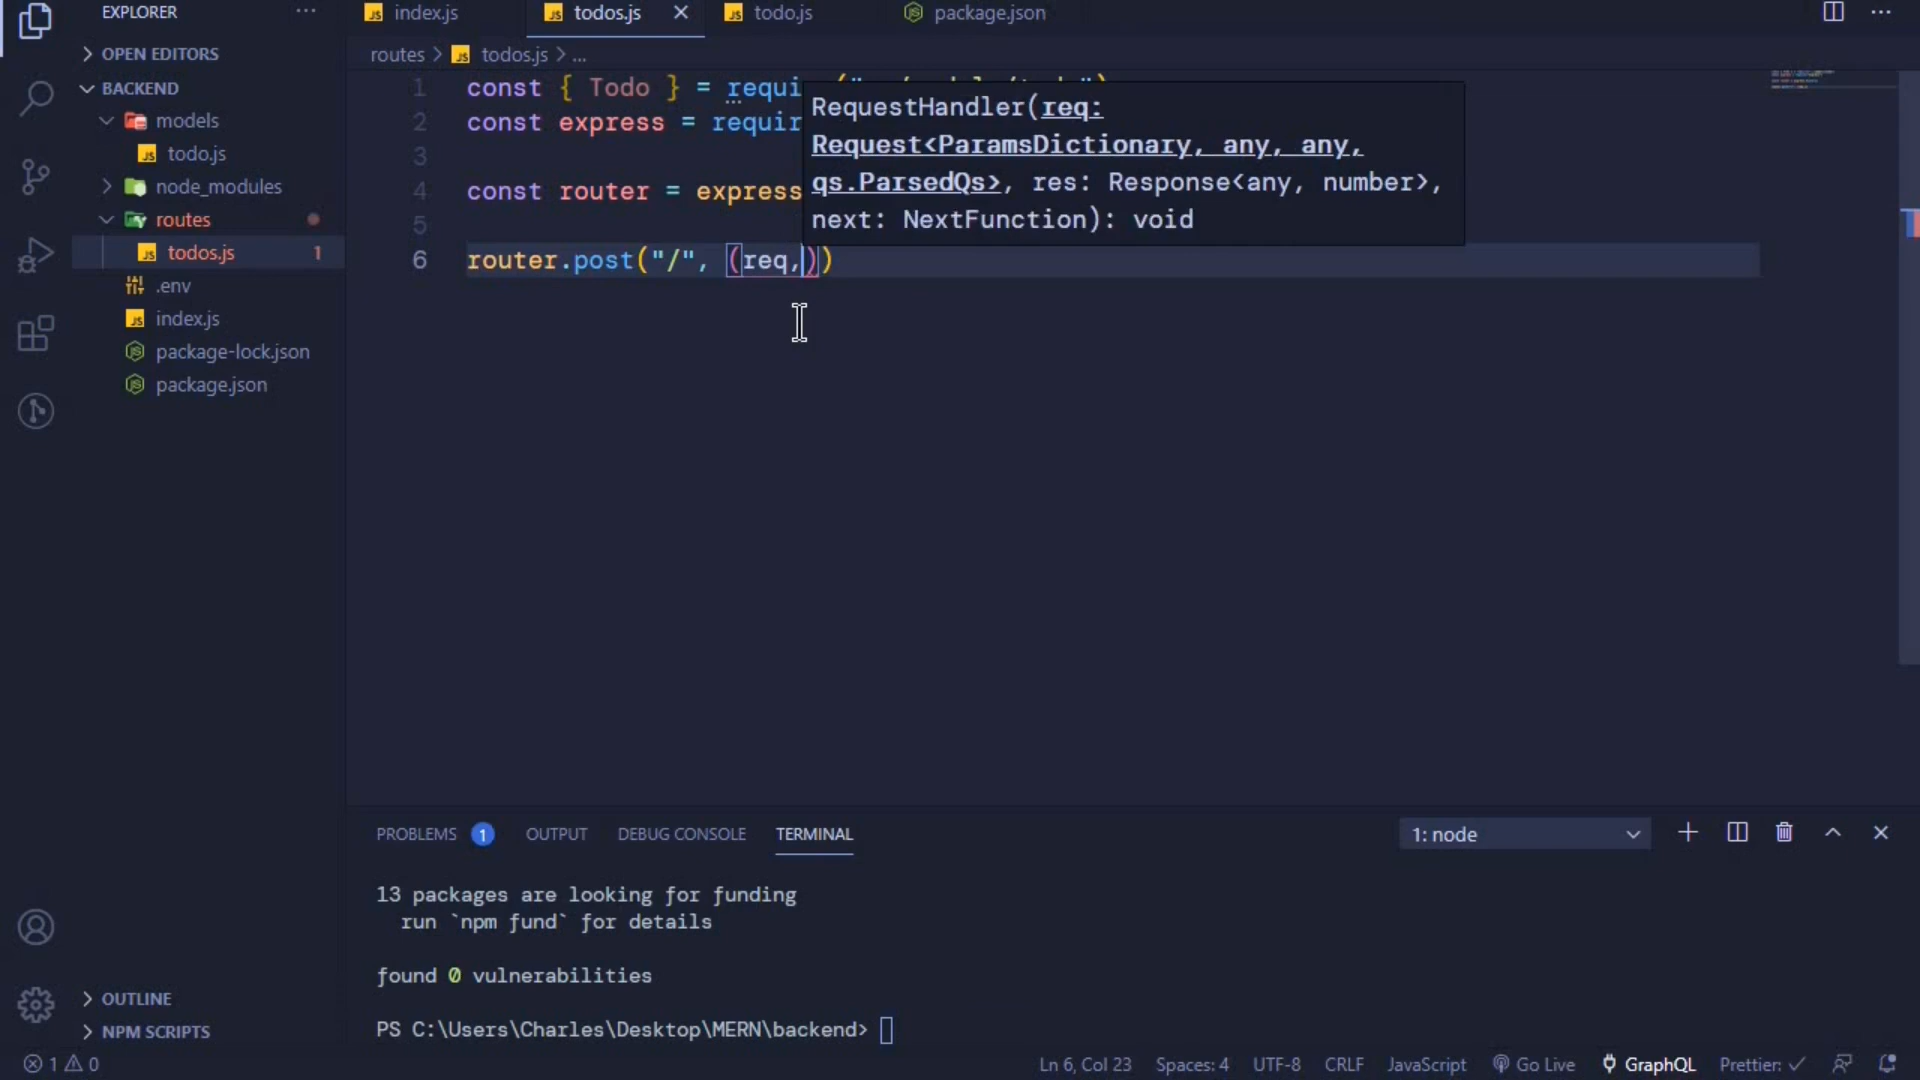 EXPLORER
index.js
todos.js
todo.js
package.json
OPEN EDITORS
routes > todos.js > ...
BACKEND
models
todo.js
node_modules
routes
todos.js 1
.env
index.js
package-lock.json
package.json
1 const { Todo } = requi
2 const express = requir
3
4 const router = express
5
6 router.post("/", (req,))
RequestHandler(req:
Request<ParamsDictionary, any, any,
qs.ParsedQs>, res: Response<any, number>,
next: NextFunction): void
PROBLEMS 1 OUTPUT DEBUG CONSOLE TERMINAL 1: node
13 packages are looking for funding
run `npm fund` for details
found 0 vulnerabilities
PS C:\Users\Charles\Desktop\MERN\backend>
OUTLINE
NPM SCRIPTS
1 0 Ln 6, Col 23 Spaces: 4 UTF-8 CRLF JavaScript Go Live GraphQL Prettier: ✓